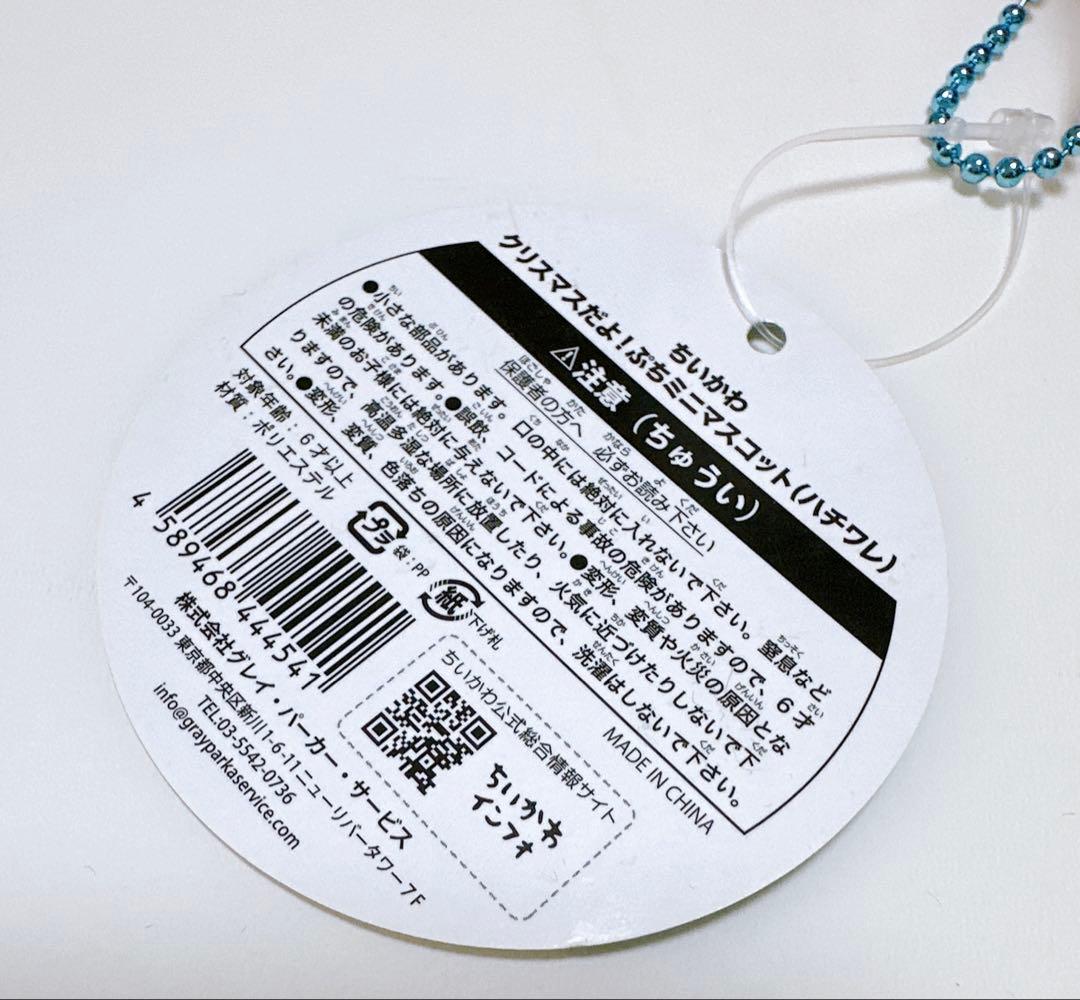 ちいかわ
クリスマスだよ!ぷちミニマスコット(ハチワレ)
⚠注意(ちゅうい)
保護者の方へ 必ずお読み下さい
●小さな部品があります。口の中には絶対に入れないで下さい。窒息など
の危険があります。●誤飲、コードによる事故の危険がありますので、6才
未満のお子様には絶対に与えないで下さい。●変形、変質や火災の原因とな
りますので、高温多湿な場所に放置したり、火気に近づけたりしないで下
さい。●変形、変質、色落ちの原因になりますので、洗濯はしないで下さい。
対象年齢:6才以上
材質:ポリエステル
MADE IN CHINA
プラ
袋:PP
紙
下げ札
4 589468 444541
ちいかわ公式総合情報サイト
ちいかわ
インフォ
株式会社グレイ・パーカー・サービス
〒104-0033 東京都中央区新川1-6-11ニューリバータワー7F
TEL:03-5542-0736
info@grayparkaservice.com